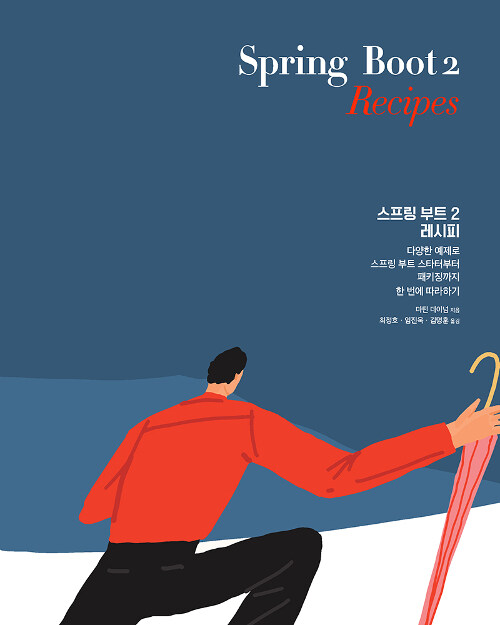 Spring Boot 2
Recipes
스프링 부트 2
레시피
다양한 예제로
스프링 부트 스타터부터
패키징까지
한 번에 따라하기
마틴 데이넘 지음
최정호 · 임진욱 · 김명훈 옮김